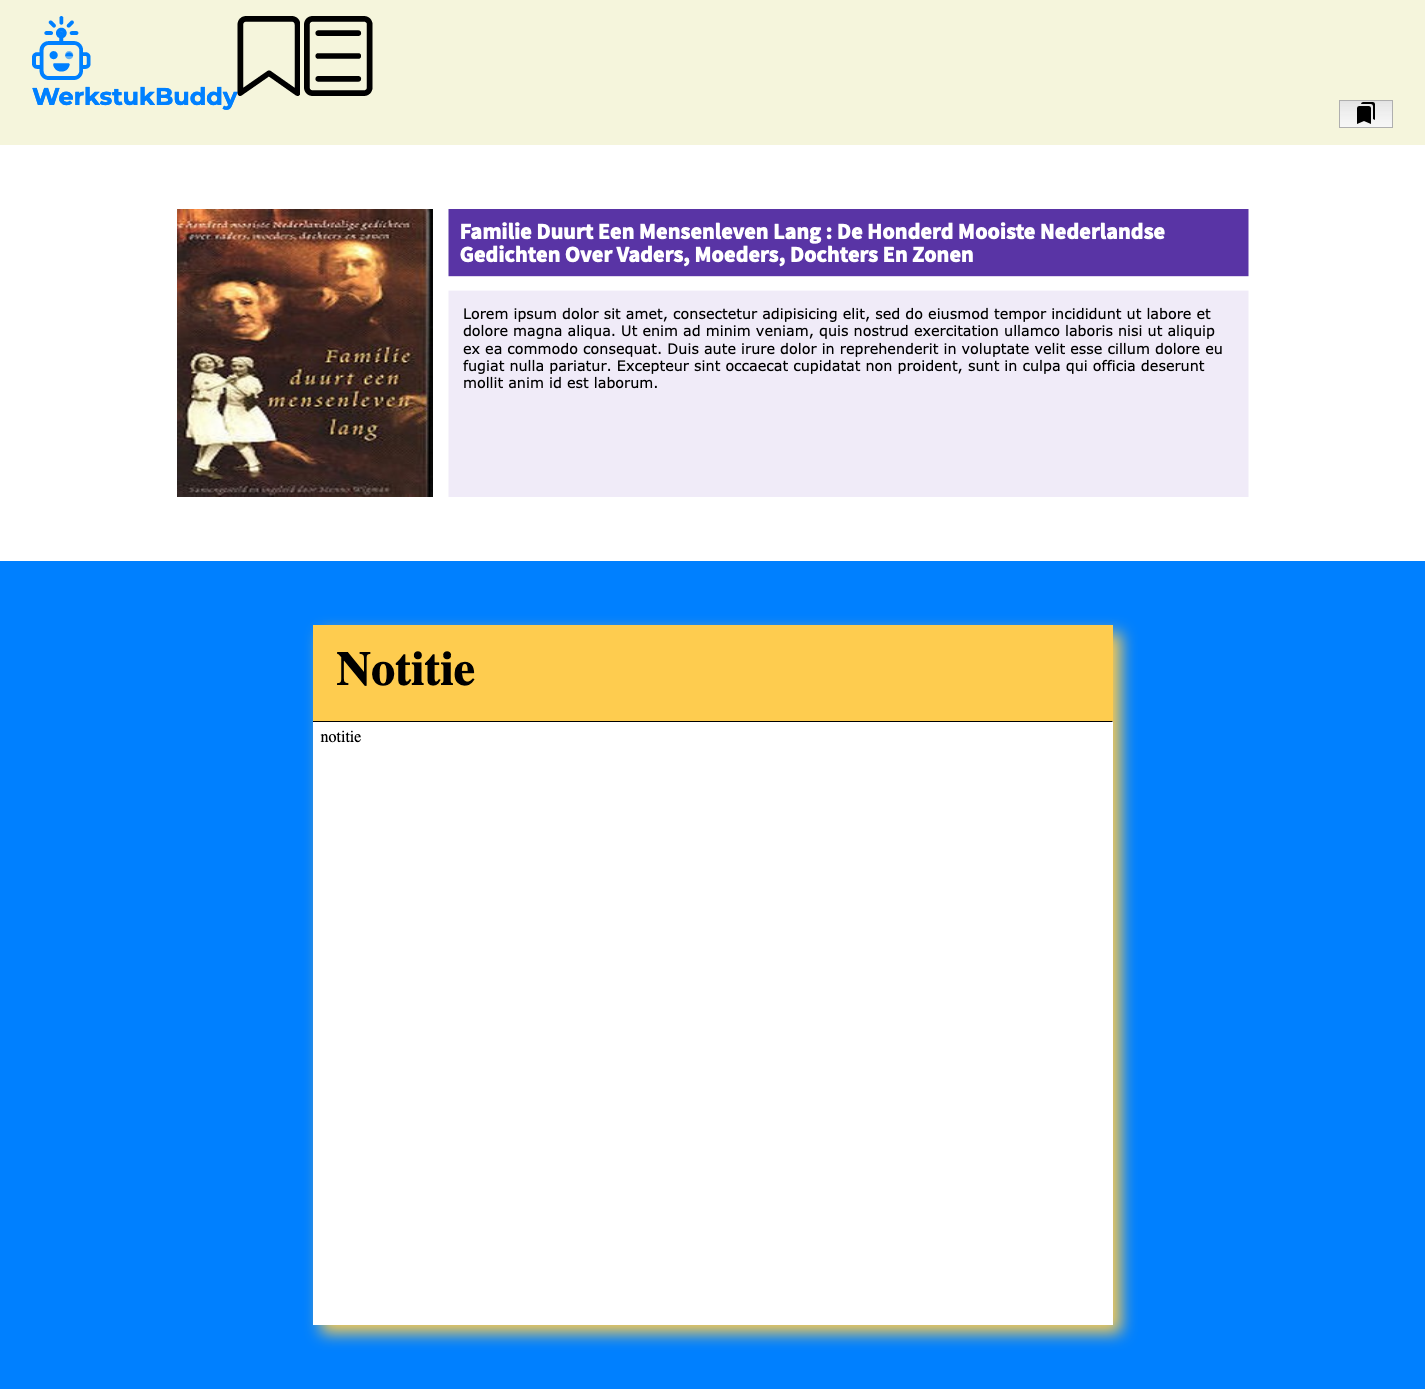 WerkstukBuddy
Familie Duurt Een Mensenleven Lang : De Honderd Mooiste Nederlandse
Gedichten Over Vaders, Moeders, Dochters En Zonen
honderd mooiste Nederlandstalige gedichten
over vaders, moeders, dochters en zonen
Familie
duurt een
mensenleven
lang
Samengesteld en ingeleid door Menno Wigman
Lorem ipsum dolor sit amet, consectetur adipisicing elit, sed do eiusmod tempor incididunt ut labore et
dolore magna aliqua. Ut enim ad minim veniam, quis nostrud exercitation ullamco laboris nisi ut aliquip
ex ea commodo consequat. Duis aute irure dolor in reprehenderit in voluptate velit esse cillum dolore eu
fugiat nulla pariatur. Excepteur sint occaecat cupidatat non proident, sunt in culpa qui officia deserunt
mollit anim id est laborum.
Notitie
notitie